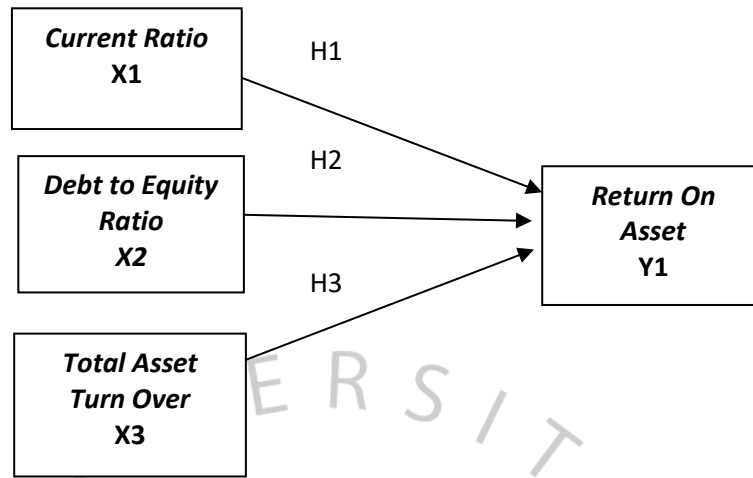 Current Ratio
X1
H1
H2
Debt to Equity
Ratio
X2
Return On
Asset
Y1
H3
Total Asset
Turn Over
X3
E R S I T